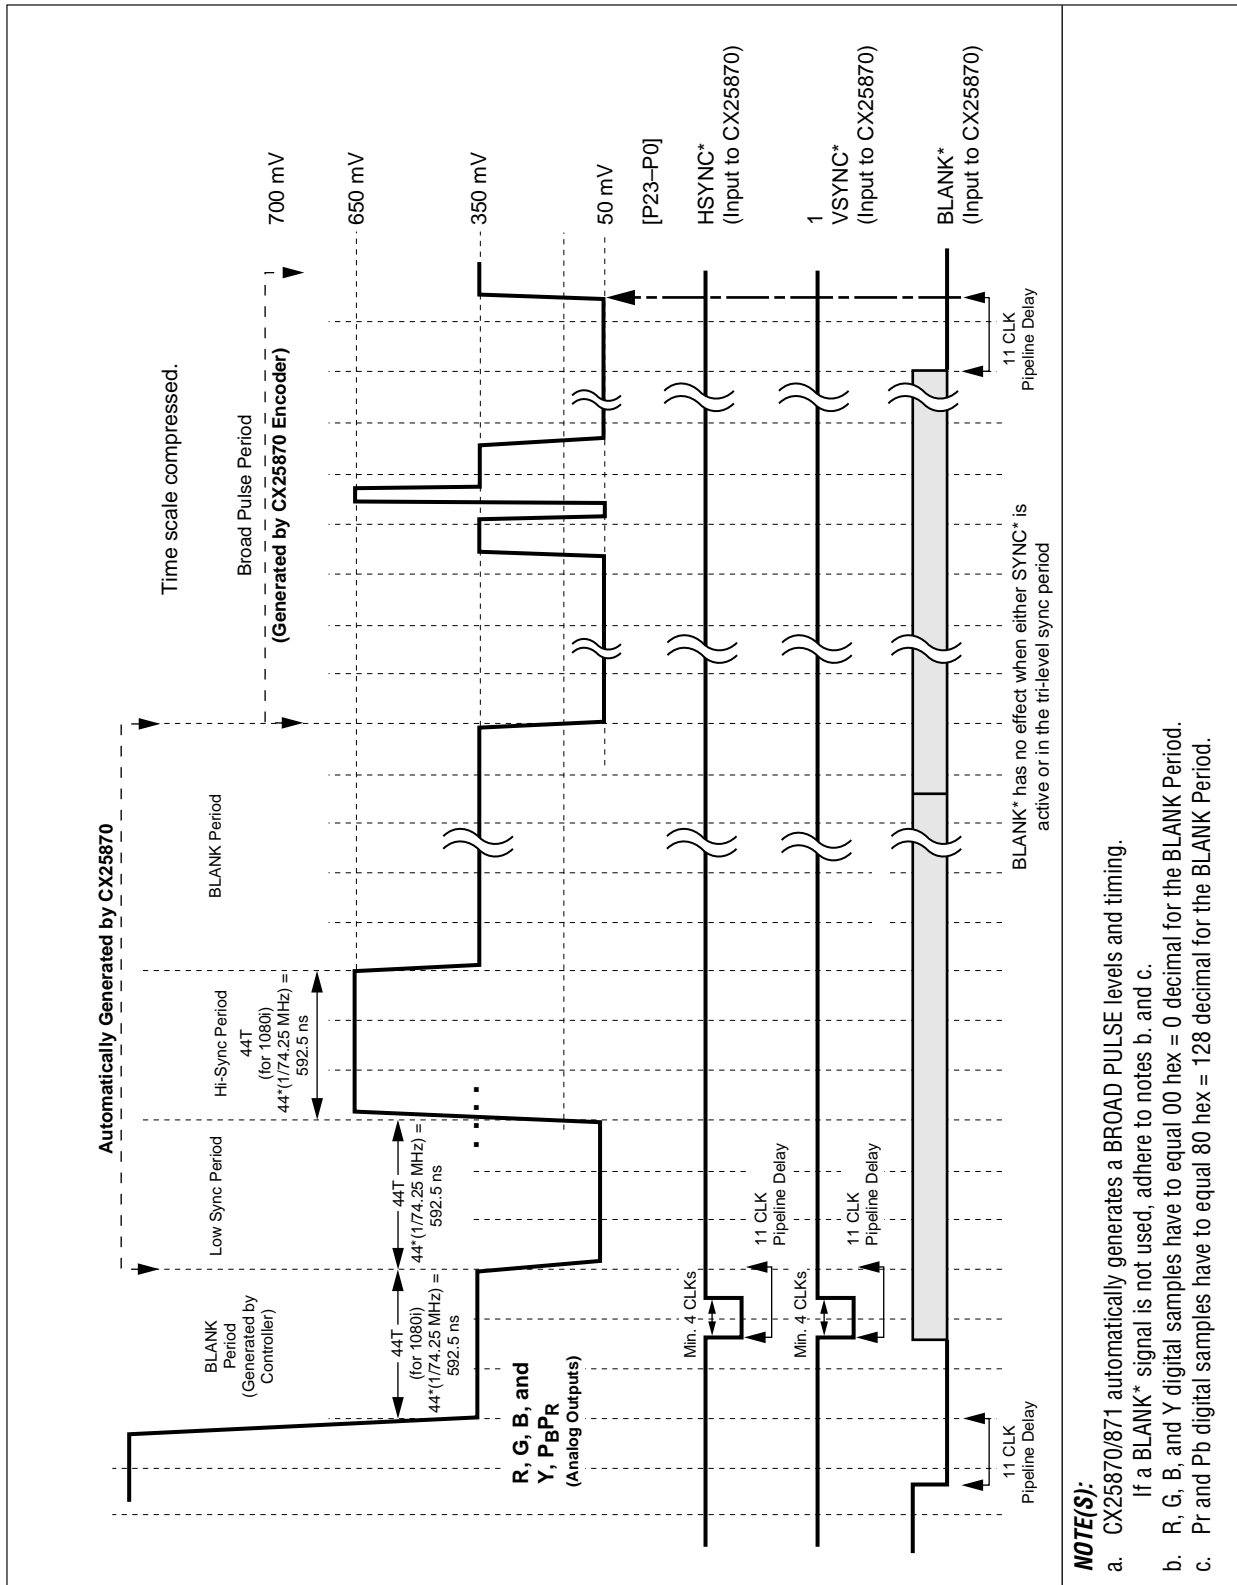 Automatically Generated by CX25870
Time scale compressed.
BLANK
Period
(Generated by
Controller)
Low Sync Period
Hi-Sync Period
BLANK Period
Broad Pulse Period
(Generated by CX25870 Encoder)
44T
(for 1080i)
44*(1/74.25 MHz) =
592.5 ns
44T
44*(1/74.25 MHz) =
592.5 ns
44T
(for 1080i)
44*(1/74.25 MHz) =
592.5 ns
700 mV
650 mV
350 mV
50 mV
R, G, B, and
Y, PBPR
(Analog Outputs)
[P23–P0]
HSYNC*
(Input to CX25870)
Min. 4 CLKs
11 CLK
Pipeline Delay
1
VSYNC*
(Input to CX25870)
Min. 4 CLKs
11 CLK
Pipeline Delay
BLANK*
(Input to CX25870)
11 CLK
Pipeline Delay
11 CLK
Pipeline Delay
BLANK* has no effect when either SYNC* is
active or in the tri-level sync period
NOTE(S):
a. CX25870/871 automatically generates a BROAD PULSE levels and timing.
If a BLANK* signal is not used, adhere to notes b. and c.
b. R, G, B, and Y digital samples have to equal 00 hex = 0 decimal for the BLANK Period.
c. Pr and Pb digital samples have to equal 80 hex = 128 decimal for the BLANK Period.